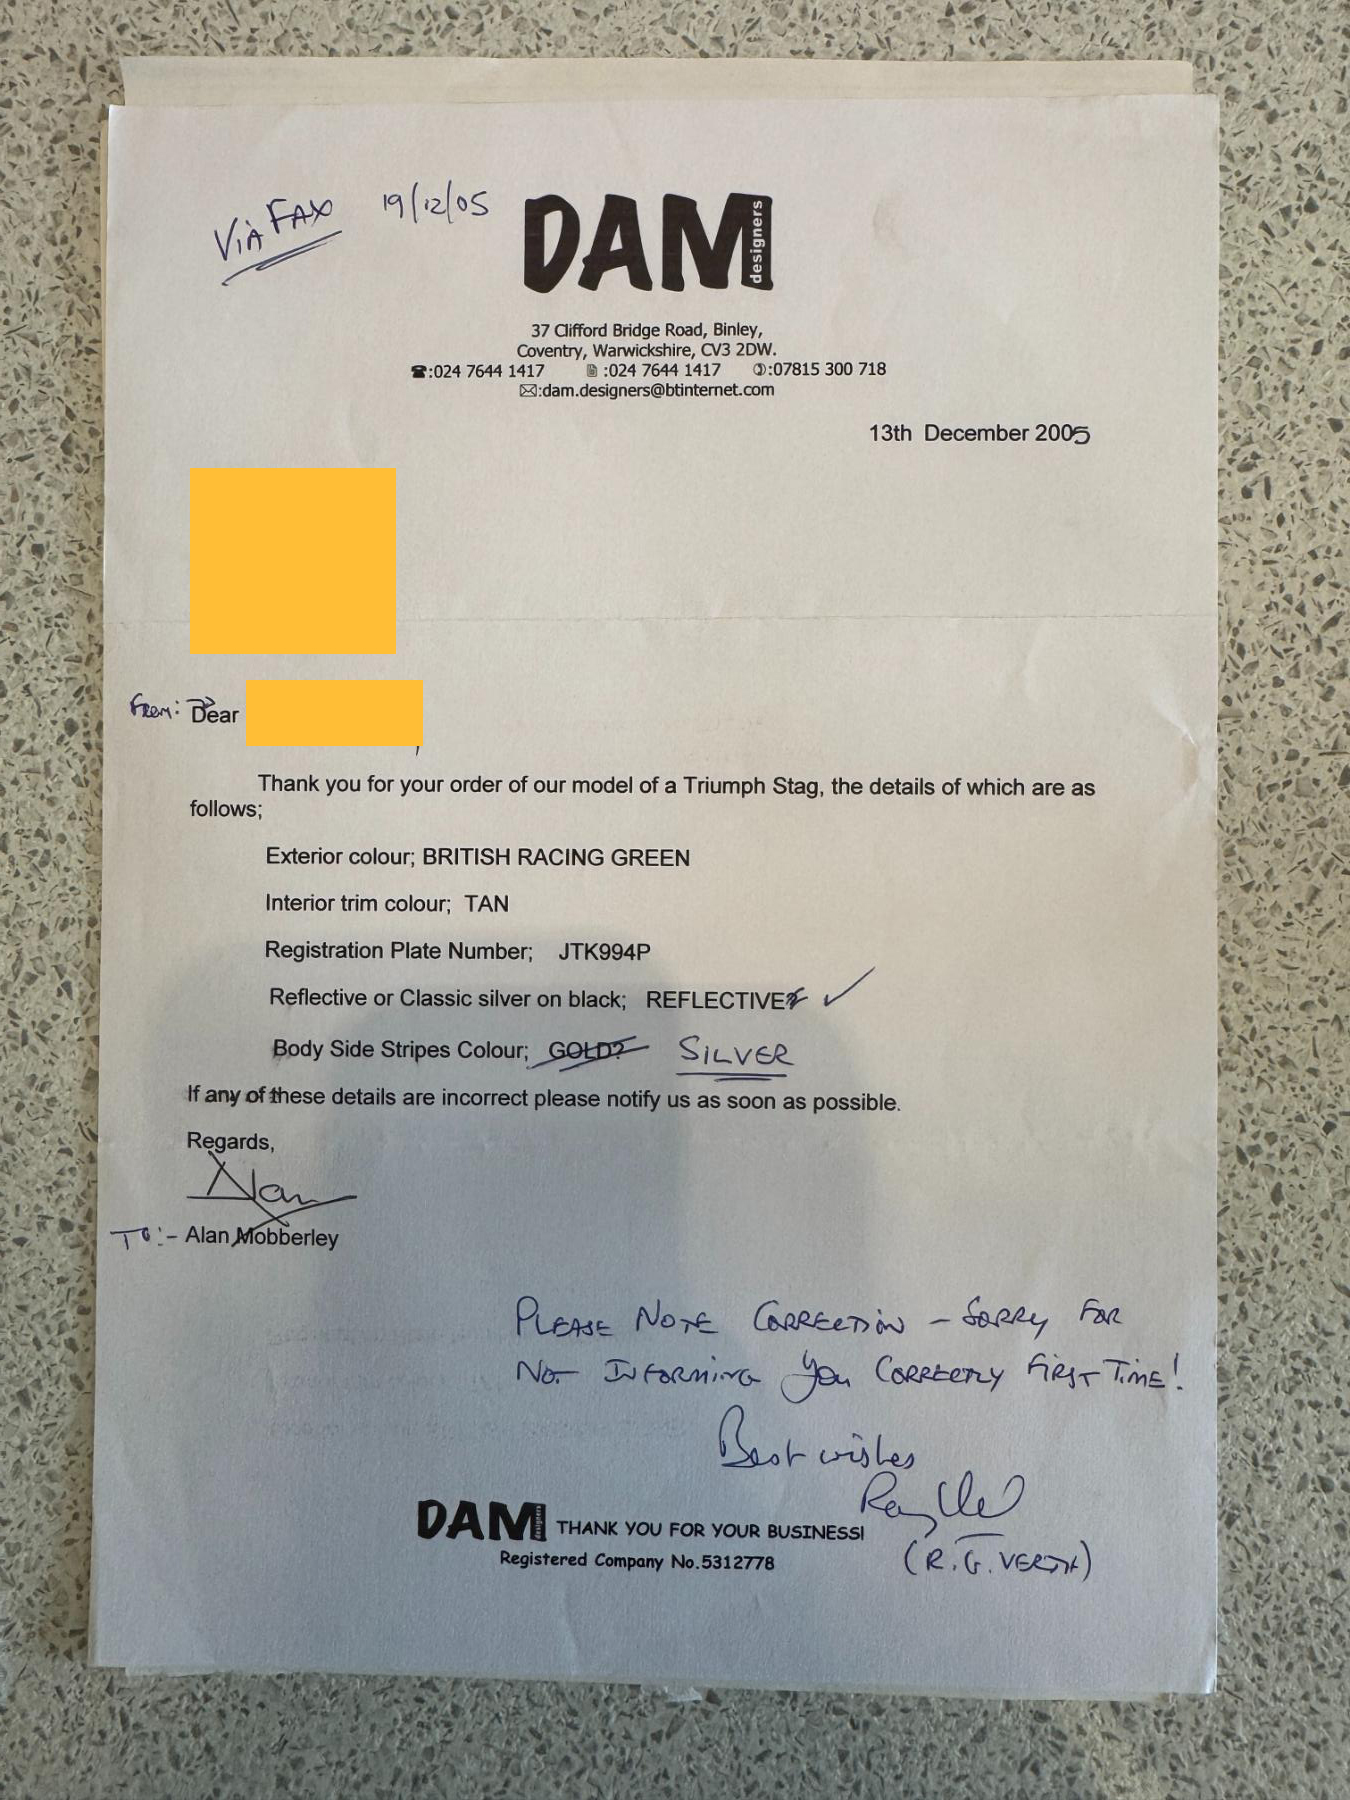 VIA FAX 19/12/05
DAM designers
37 Clifford Bridge Road, Binley,
Coventry, Warwickshire, CV3 2DW.
☎:024 7644 1417 🖹:024 7644 1417 ✆:07815 300 718
✉:dam.designers@btinternet.com
13th December 2005
From: Dear
,
Thank you for your order of our model of a Triumph Stag, the details of which are as
follows;
Exterior colour; BRITISH RACING GREEN
Interior trim colour; TAN
Registration Plate Number; JTK994P
Reflective or Classic silver on black; REFLECTIVE? ✓
Body Side Stripes Colour; GOLD? SILVER
If any of these details are incorrect please notify us as soon as possible.
Regards,
Alan
TO:- Alan Mobberley
PLEASE NOTE CORRECTION – SORRY FOR
NOT INFORMING YOU CORRECTLY FIRST TIME!
Best wishes
(R.G. VERTH)
DAM designers THANK YOU FOR YOUR BUSINESS!
Registered Company No.5312778